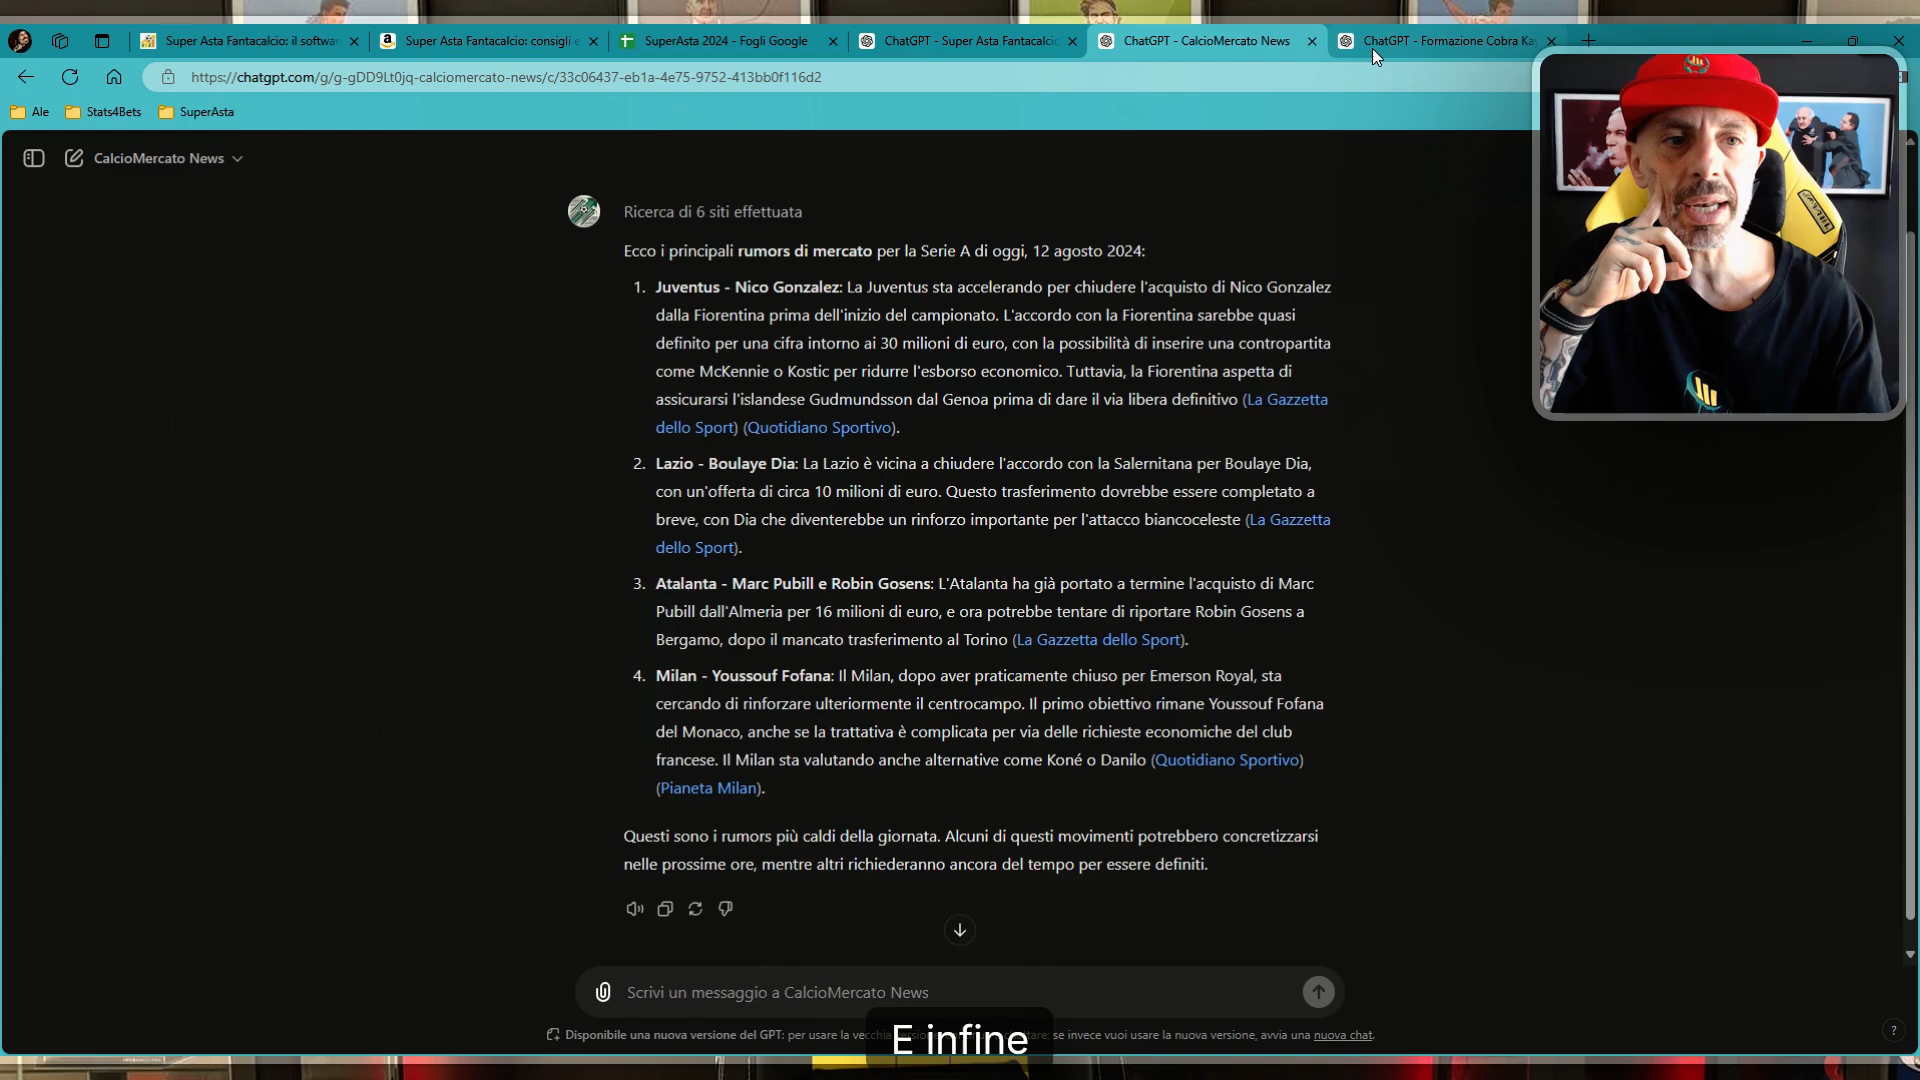 Super Asta Fantacalcio: il softwar
Super Asta Fantacalcio: consigli e
SuperAsta 2024 - Fogli Google
ChatGPT - Super Asta Fantacalcio
ChatGPT - CalcioMercato News
ChatGPT - Formazione Cobra Ka
https://chatgpt.com/g/g-gDD9Lt0jq-calciomercato-news/c/33c06437-eb1a-4e75-9752-413bb0f116d2
Ale
Stats4Bets
SuperAsta
CalcioMercato News
Ricerca di 6 siti effettuata
Ecco i principali rumors di mercato per la Serie A di oggi, 12 agosto 2024:
1. Juventus - Nico Gonzalez: La Juventus sta accelerando per chiudere l'acquisto di Nico Gonzalez
dalla Fiorentina prima dell'inizio del campionato. L'accordo con la Fiorentina sarebbe quasi
definito per una cifra intorno ai 30 milioni di euro, con la possibilità di inserire una contropartita
come McKennie o Kostic per ridurre l'esborso economico. Tuttavia, la Fiorentina aspetta di
assicurarsi l'islandese Gudmundsson dal Genoa prima di dare il via libera definitivo (La Gazzetta
dello Sport) (Quotidiano Sportivo).
2. Lazio - Boulaye Dia: La Lazio è vicina a chiudere l'accordo con la Salernitana per Boulaye Dia,
con un'offerta di circa 10 milioni di euro. Questo trasferimento dovrebbe essere completato a
breve, con Dia che diventerebbe un rinforzo importante per l'attacco biancoceleste (La Gazzetta
dello Sport).
3. Atalanta - Marc Pubill e Robin Gosens: L'Atalanta ha già portato a termine l'acquisto di Marc
Pubill dall'Almeria per 16 milioni di euro, e ora potrebbe tentare di riportare Robin Gosens a
Bergamo, dopo il mancato trasferimento al Torino (La Gazzetta dello Sport).
4. Milan - Youssouf Fofana: Il Milan, dopo aver praticamente chiuso per Emerson Royal, sta
cercando di rinforzare ulteriormente il centrocampo. Il primo obiettivo rimane Youssouf Fofana
del Monaco, anche se la trattativa è complicata per via delle richieste economiche del club
francese. Il Milan sta valutando anche alternative come Koné o Danilo (Quotidiano Sportivo)
(Pianeta Milan).
Questi sono i rumors più caldi della giornata. Alcuni di questi movimenti potrebbero concretizzarsi
nelle prossime ore, mentre altri richiederanno ancora del tempo per essere definiti.
Scrivi un messaggio a CalcioMercato News
Disponibile una nuova versione del GPT: per usare la se invece vuoi usare la nuova versione, avvia una nuova chat.
E infine